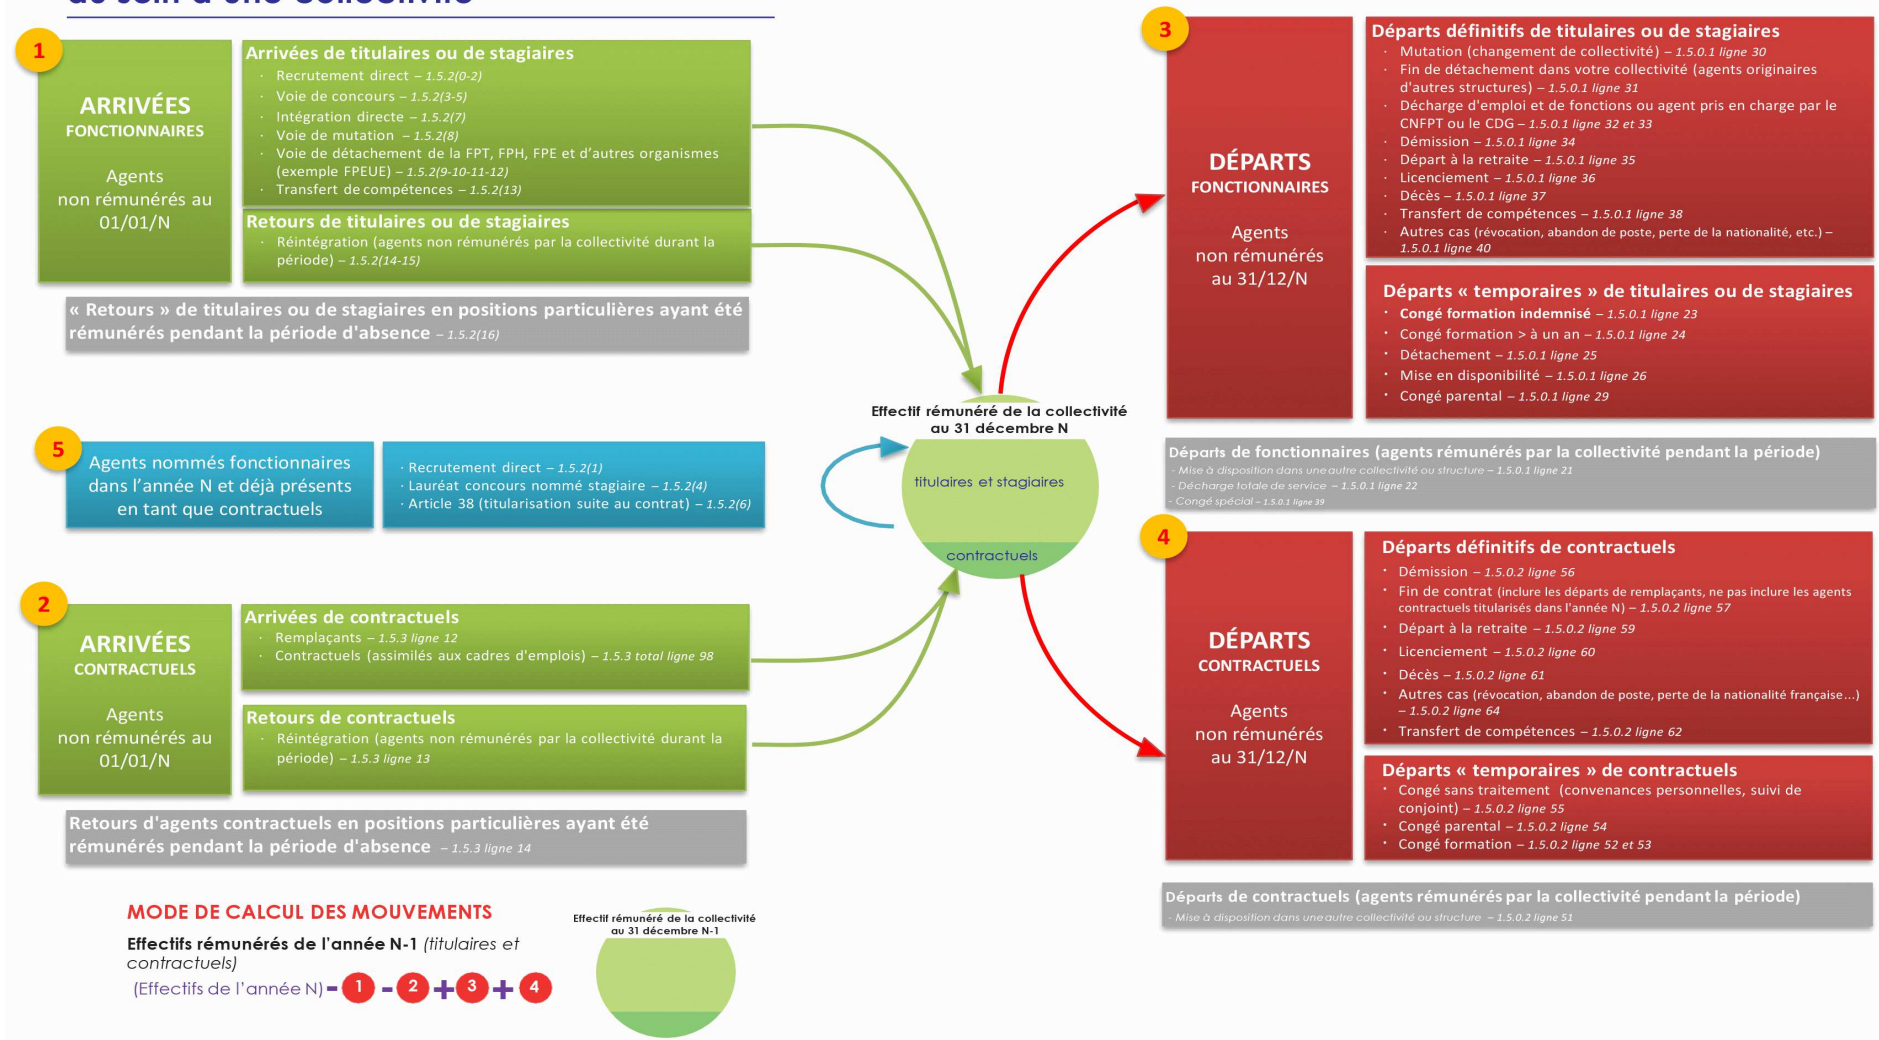 au sein d'une collectivité
1
ARRIVÉES
FONCTIONNAIRES
Agents
non rémunérés au
01/01/N
Arrivées de titulaires ou de stagiaires
· Recrutement direct – 1.5.2(0-2)
· Voie de concours – 1.5.2(3-5)
· Intégration directe – 1.5.2(7)
· Voie de mutation – 1.5.2(8)
· Voie de détachement de la FPT, FPH, FPE et d'autres organismes
(exemple FPEUE) – 1.5.2(9-10-11-12)
· Transfert de compétences – 1.5.2(13)
Retours de titulaires ou de stagiaires
· Réintégration (agents non rémunérés par la collectivité durant la
période) – 1.5.2(14-15)
« Retours » de titulaires ou de stagiaires en positions particulières ayant été
rémunérés pendant la période d'absence – 1.5.2(16)
5
Agents nommés fonctionnaires
dans l'année N et déjà présents
en tant que contractuels
· Recrutement direct – 1.5.2(1)
· Lauréat concours nommé stagiaire – 1.5.2(4)
· Article 38 (titularisation suite au contrat) – 1.5.2(6)
2
ARRIVÉES
CONTRACTUELS
Agents
non rémunérés au
01/01/N
Arrivées de contractuels
· Remplaçants – 1.5.3 ligne 12
· Contractuels (assimilés aux cadres d'emplois) – 1.5.3 total ligne 98
Retours de contractuels
· Réintégration (agents non rémunérés par la collectivité durant la
période) – 1.5.3 ligne 13
Retours d'agents contractuels en positions particulières ayant été
rémunérés pendant la période d'absence – 1.5.3 ligne 14
MODE DE CALCUL DES MOUVEMENTS
Effectifs rémunérés de l'année N-1 (titulaires et
contractuels)
(Effectifs de l'année N) - 1 - 2 + 3 + 4
Effectif rémunéré de la collectivité
au 31 décembre N-1
Effectif rémunéré de la collectivité
au 31 décembre N
titulaires et stagiaires
contractuels
3
DÉPARTS
FONCTIONNAIRES
Agents
non rémunérés
au 31/12/N
Départs définitifs de titulaires ou de stagiaires
· Mutation (changement de collectivité) – 1.5.0.1 ligne 30
· Fin de détachement dans votre collectivité (agents originaires
d'autres structures) – 1.5.0.1 ligne 31
· Décharge d'emploi et de fonctions ou agent pris en charge par le
CNFPT ou le CDG – 1.5.0.1 ligne 32 et 33
· Démission – 1.5.0.1 ligne 34
· Départ à la retraite – 1.5.0.1 ligne 35
· Licenciement – 1.5.0.1 ligne 36
· Décès – 1.5.0.1 ligne 37
· Transfert de compétences – 1.5.0.1 ligne 38
· Autres cas (révocation, abandon de poste, perte de la nationalité, etc.) –
1.5.0.1 ligne 40
Départs « temporaires » de titulaires ou de stagiaires
· Congé formation indemnisé – 1.5.0.1 ligne 23
· Congé formation > à un an – 1.5.0.1 ligne 24
· Détachement – 1.5.0.1 ligne 25
· Mise en disponibilité – 1.5.0.1 ligne 26
· Congé parental – 1.5.0.1 ligne 29
Départs de fonctionnaires (agents rémunérés par la collectivité pendant la période)
- Mise à disposition dans une autre collectivité ou structure – 1.5.0.1 ligne 21
- Décharge totale de service – 1.5.0.1 ligne 22
- Congé spécial – 1.5.0.1 ligne 39
4
DÉPARTS
CONTRACTUELS
Agents
non rémunérés
au 31/12/N
Départs définitifs de contractuels
· Démission – 1.5.0.2 ligne 56
· Fin de contrat (inclure les départs de remplaçants, ne pas inclure les agents
contractuels titularisés dans l'année N) – 1.5.0.2 ligne 57
· Départ à la retraite – 1.5.0.2 ligne 59
· Licenciement – 1.5.0.2 ligne 60
· Décès – 1.5.0.2 ligne 61
· Autres cas (révocation, abandon de poste, perte de la nationalité française...)
– 1.5.0.2 ligne 64
· Transfert de compétences – 1.5.0.2 ligne 62
Départs « temporaires » de contractuels
· Congé sans traitement (convenances personnelles, suivi de
conjoint) – 1.5.0.2 ligne 55
· Congé parental – 1.5.0.2 ligne 54
· Congé formation – 1.5.0.2 ligne 52 et 53
Départs de contractuels (agents rémunérés par la collectivité pendant la période)
- Mise à disposition dans une autre collectivité ou structure – 1.5.0.2 ligne 51